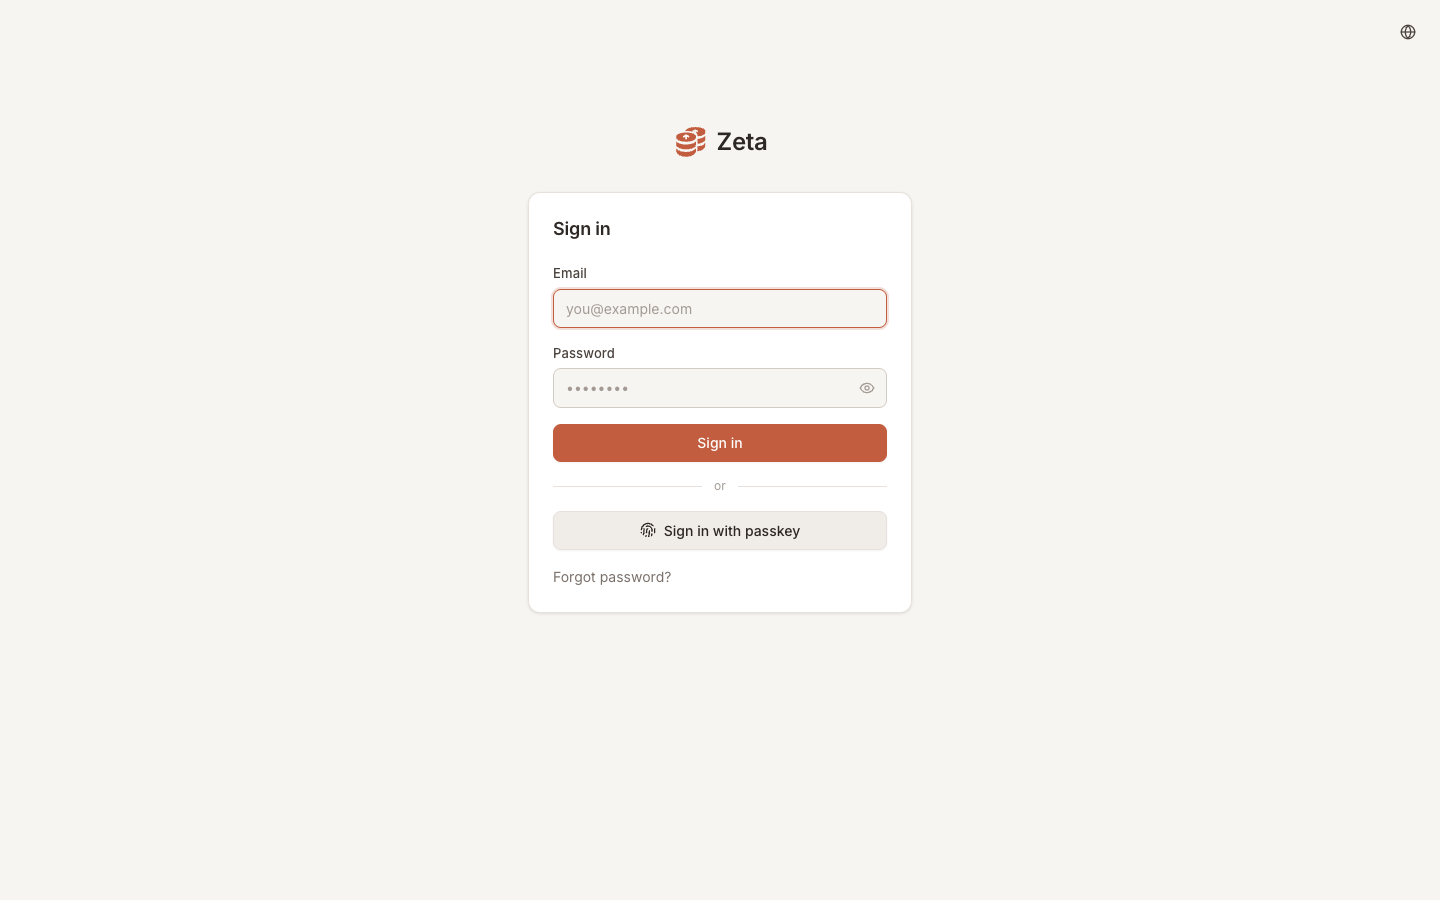 Zeta
Sign in
Email
you@example.com
Password
••••••••
Sign in
or
Sign in with passkey
Forgot password?